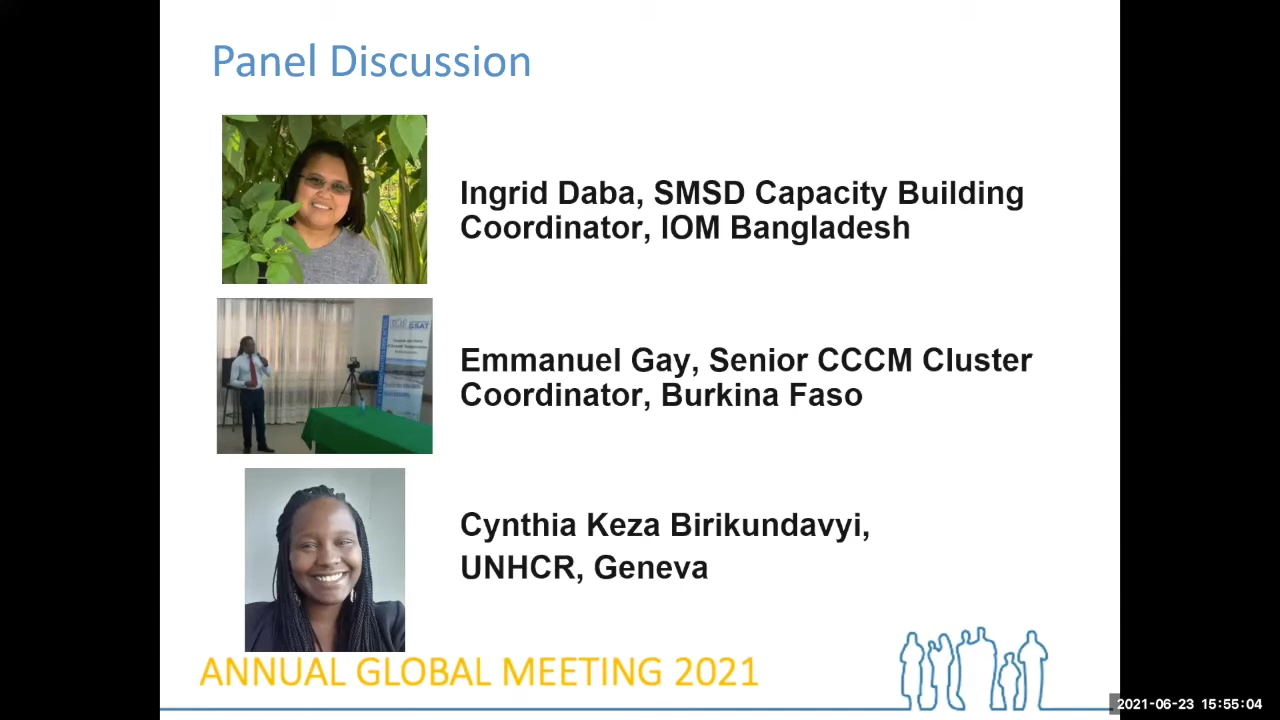 Panel Discussion
Ingrid Daba, SMSD Capacity Building
Coordinator, IOM Bangladesh
Emmanuel Gay, Senior CCCM Cluster
Coordinator, Burkina Faso
Cynthia Keza Birikundavyi,
UNHCR, Geneva
ANNUAL GLOBAL MEETING 2021
2021-06-23 15:55:04